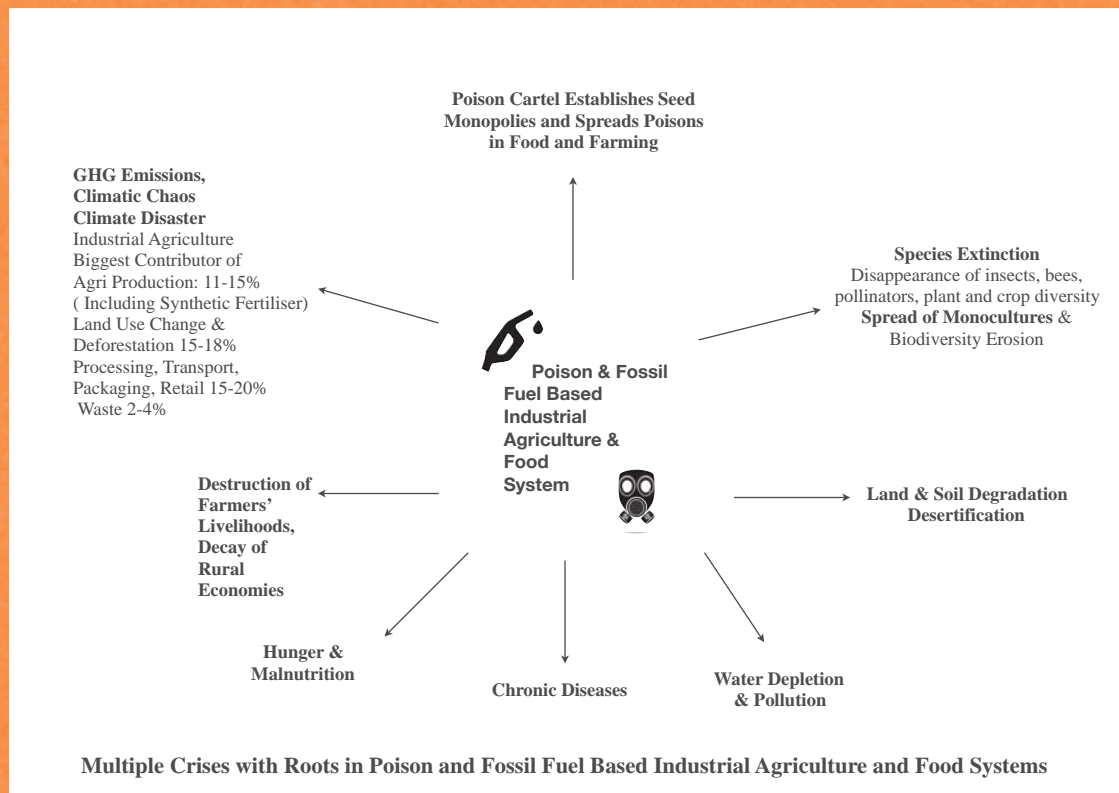 Poison Cartel Establishes Seed
Monopolies and Spreads Poisons
in Food and Farming
GHG Emissions,
Climatic Chaos
Climate Disaster
Industrial Agriculture
Biggest Contributor of
Agri Production: 11-15%
( Including Synthetic Fertiliser)
Land Use Change &
Deforestation 15-18%
Processing, Transport,
Packaging, Retail 15-20%
Waste 2-4%
Species Extinction
Disappearance of insects, bees,
pollinators, plant and crop diversity
Spread of Monocultures &
Biodiversity Erosion
Poison & Fossil
Fuel Based
Industrial
Agriculture &
Food
System
Destruction of
Farmers’
Livelihoods,
Decay of
Rural
Economies
Land & Soil Degradation
Desertification
Hunger &
Malnutrition
Chronic Diseases
Water Depletion
& Pollution
Multiple Crises with Roots in Poison and Fossil Fuel Based Industrial Agriculture and Food Systems